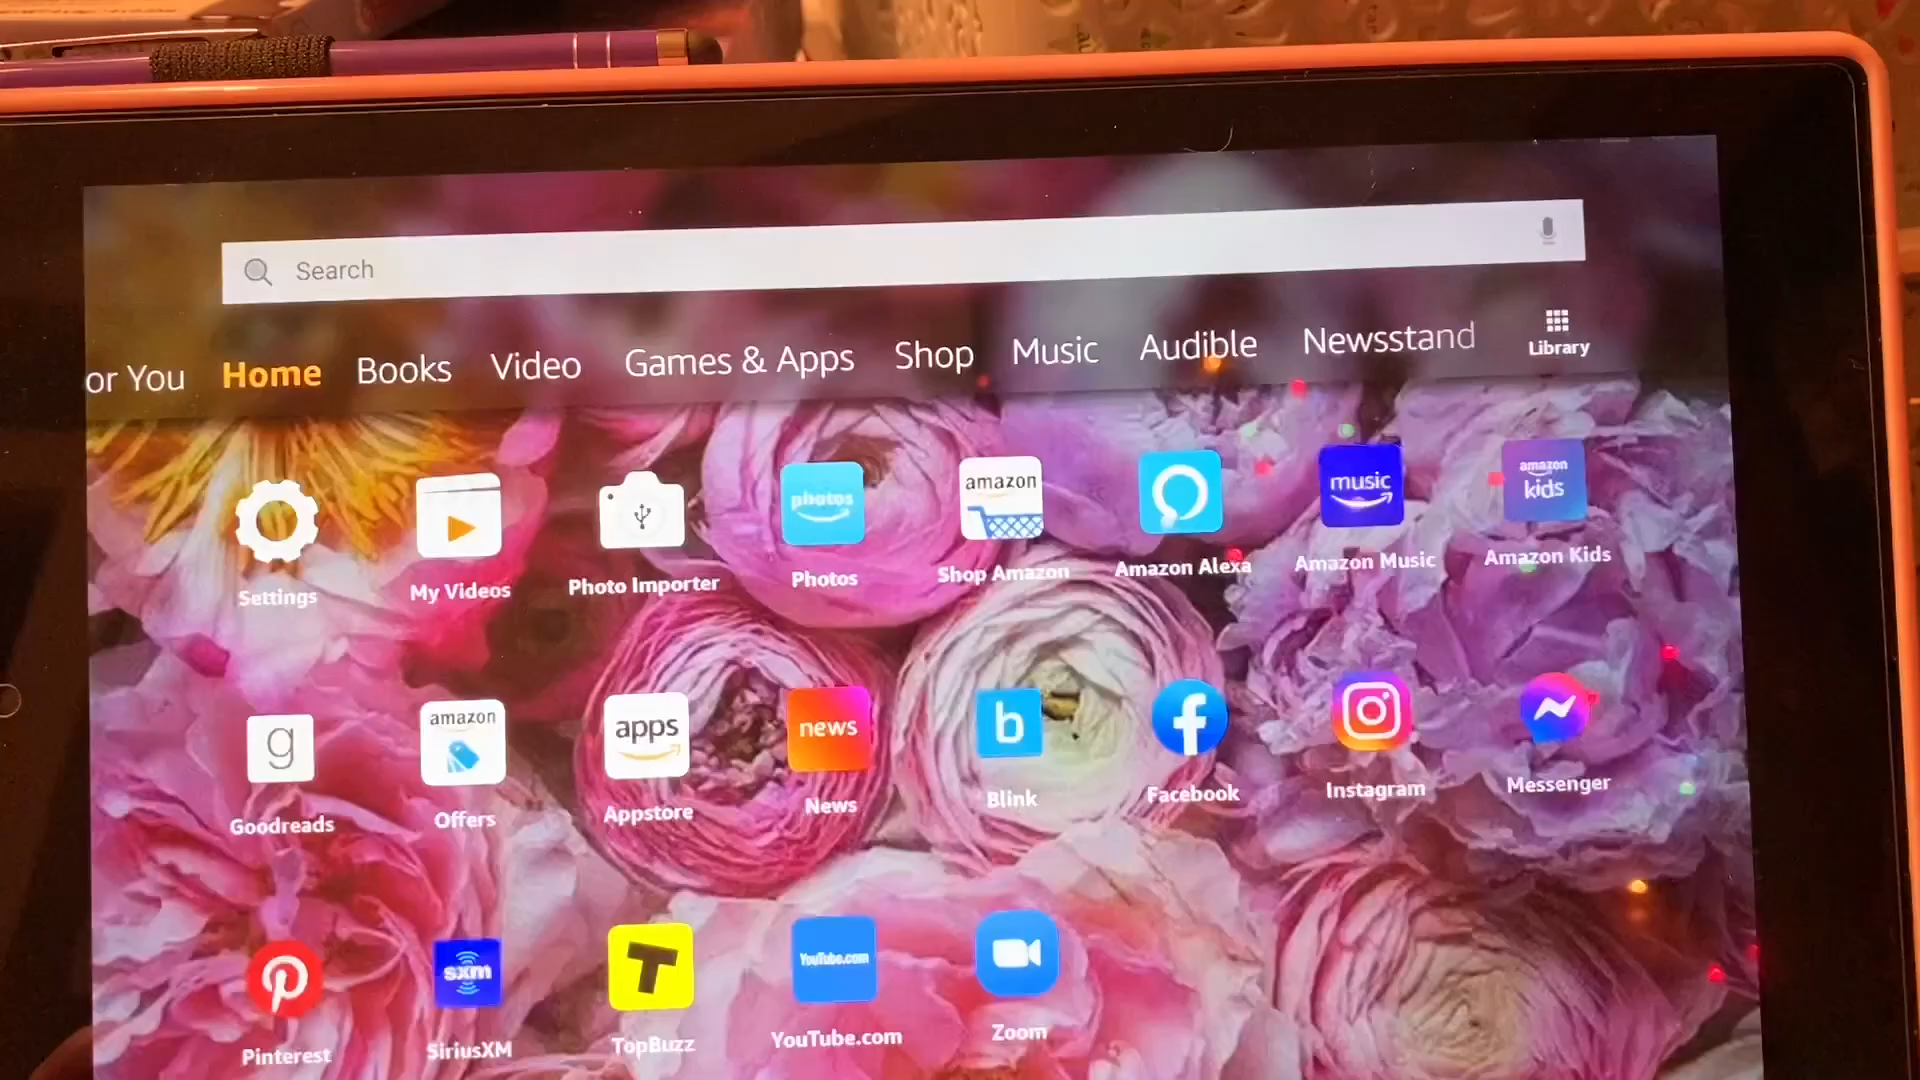 Search
or You Home Books Video Games & Apps Shop Music Audible Newsstand Library
photos amazon music amazon kids
Settings My Videos Photo Importer Photos Shop Amazon Amazon Alexa Amazon Music Amazon Kids
g amazon apps news b f
Goodreads Offers Appstore News Blink Facebook Instagram Messenger
sxm T YouTube.com
Pinterest SiriusXM TopBuzz YouTube.com Zoom